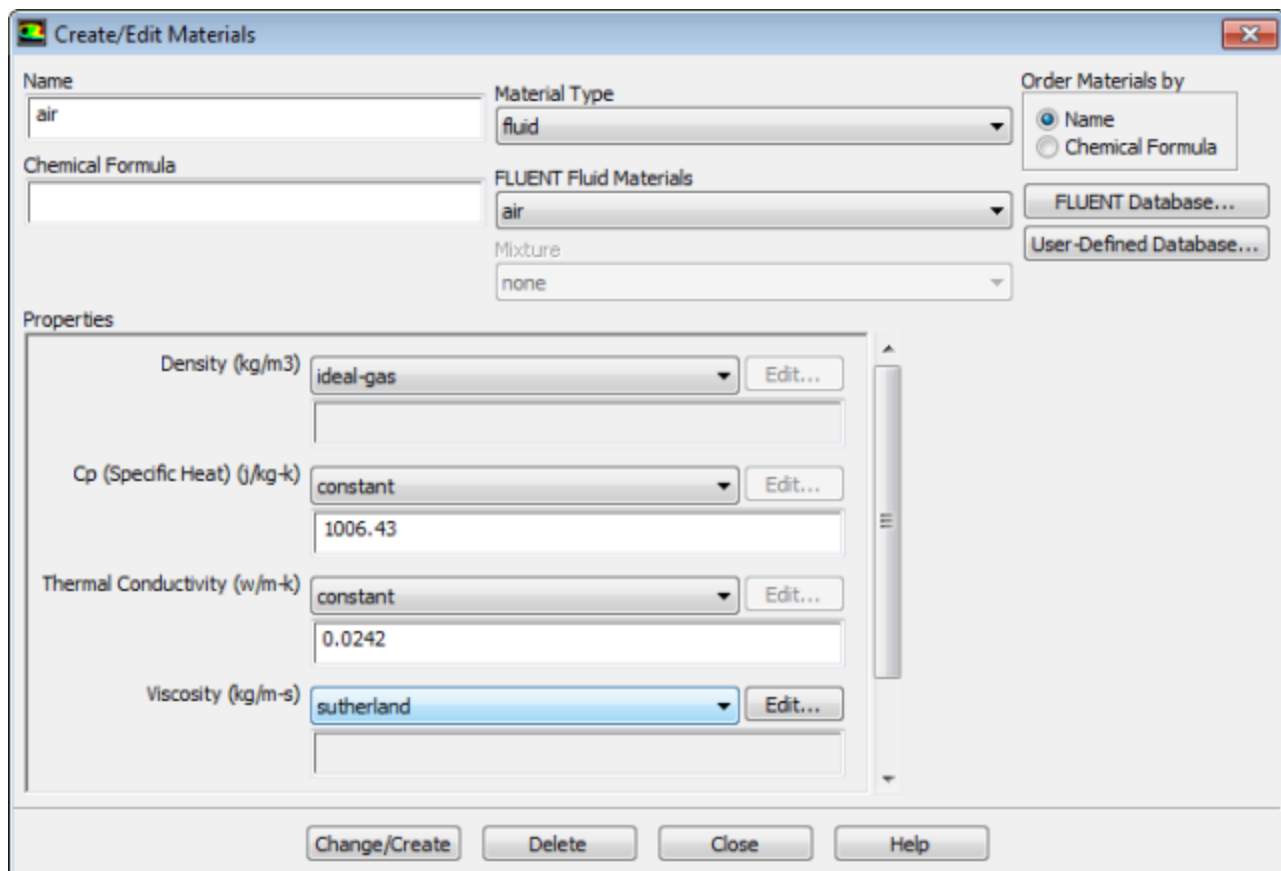 Create/Edit Materials
Name
air
Chemical Formula
Material Type
fluid
FLUENT Fluid Materials
air
Mixture
none
Order Materials by
Name
Chemical Formula
FLUENT Database...
User-Defined Database...
Properties
Density (kg/m3) ideal-gas Edit...
Cp (Specific Heat) (j/kg-k) constant Edit...
1006.43
Thermal Conductivity (w/m-k) constant Edit...
0.0242
Viscosity (kg/m-s) sutherland Edit...
Change/Create Delete Close Help